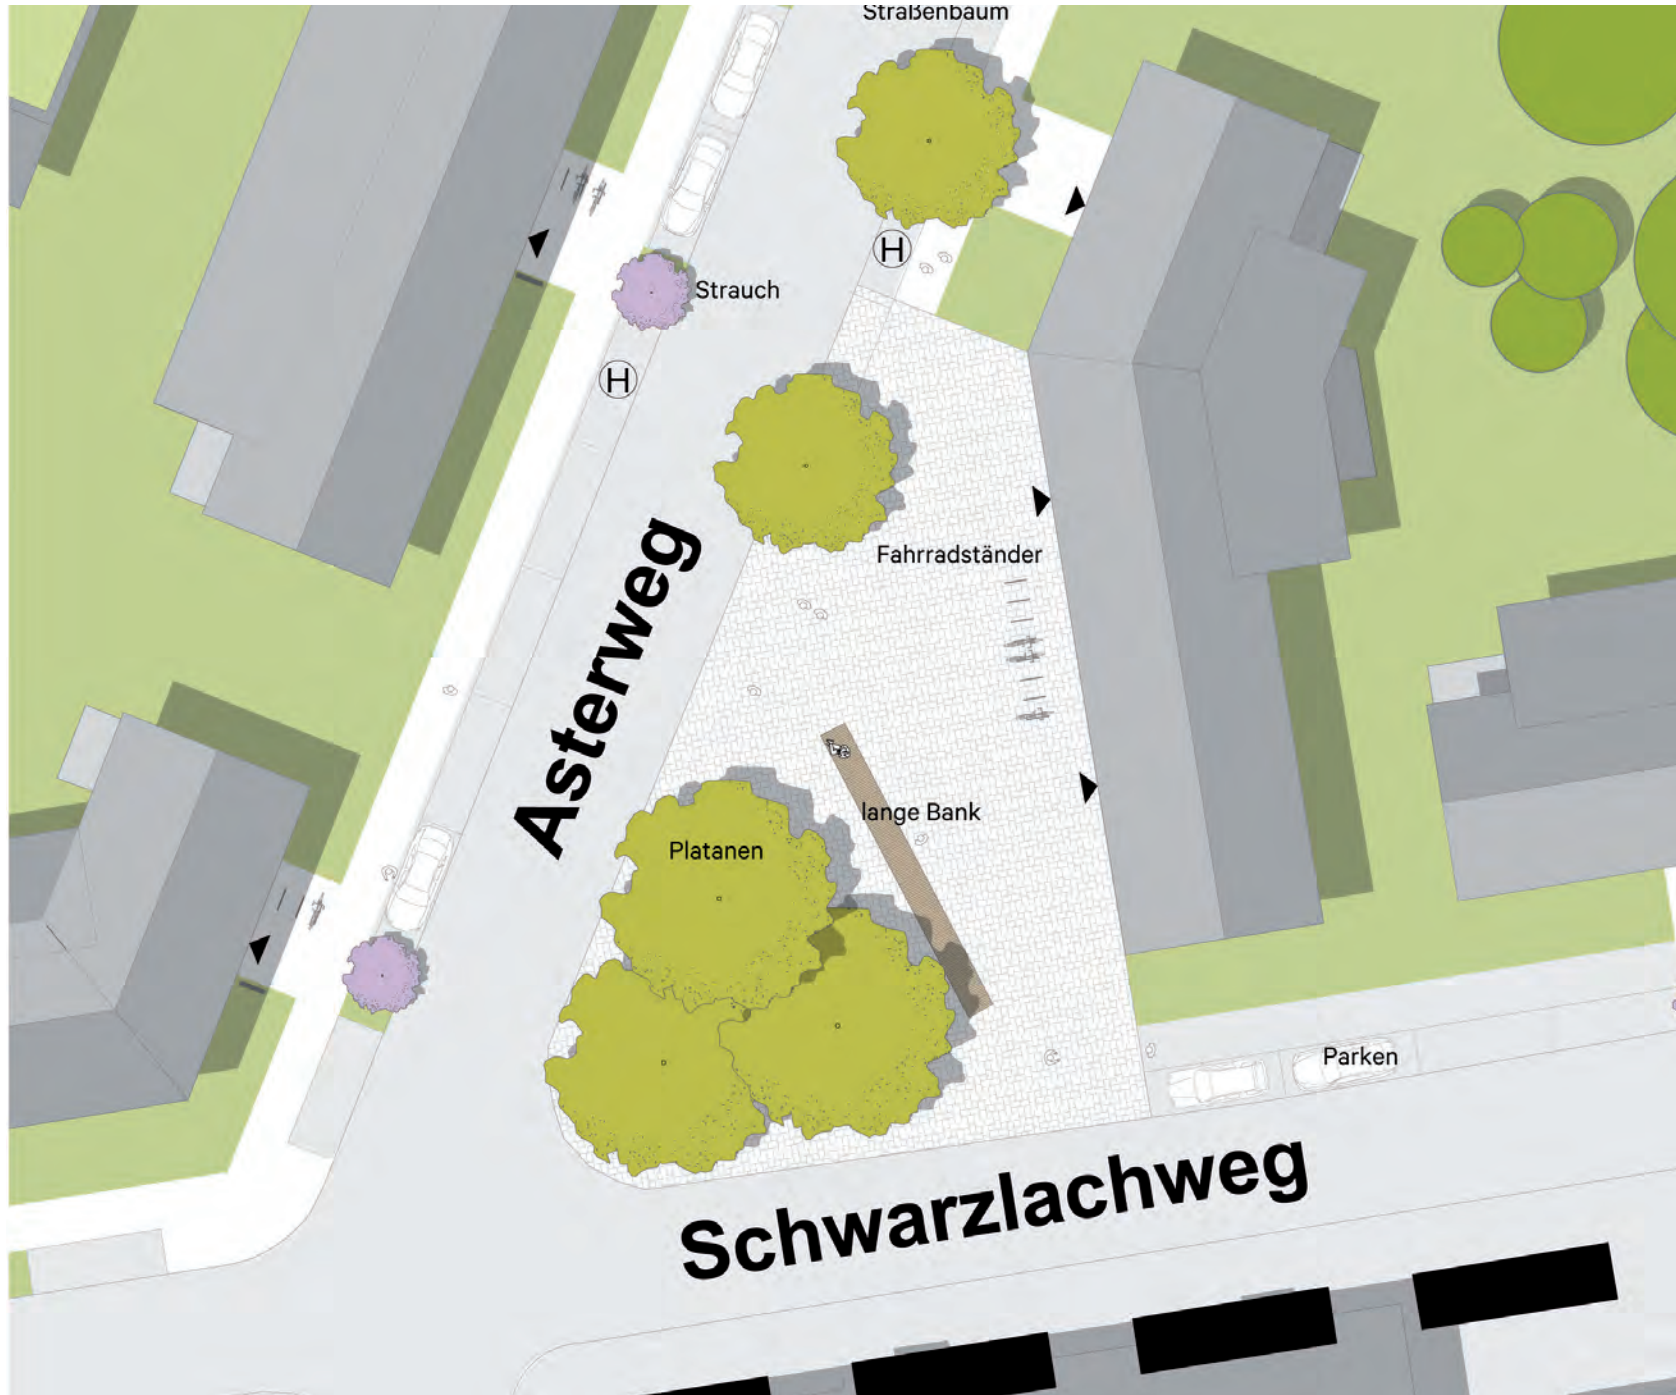 Straßenbaum
H
Strauch
H
Fahrradständer
Asterweg
lange Bank
Platanen
Parken
Schwarzlachweg